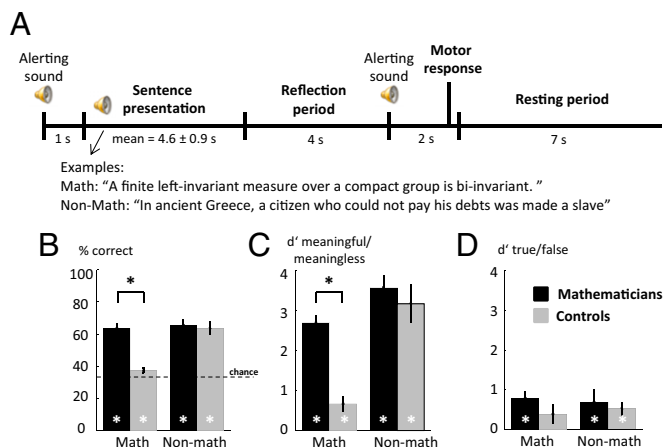 A
Alerting
sound
Sentence
presentation
Reflection
period
Alerting
sound
Motor
response
Resting period
1 s
mean = 4.6 ± 0.9 s
4 s
2 s
7 s
Examples:
Math: “A finite left-invariant measure over a compact group is bi-invariant. ”
Non-Math: “In ancient Greece, a citizen who could not pay his debts was made a slave”
B
% correct
100
80
60
40
20
0
*
chance
* * * *
Math Non-math
C
d‘ meaningful/
meaningless
4
3
2
1
0
*
* * * *
Math Non-math
D
d‘ true/false
4
3
2
1
0
Mathematicians
Controls
* * *
Math Non-math